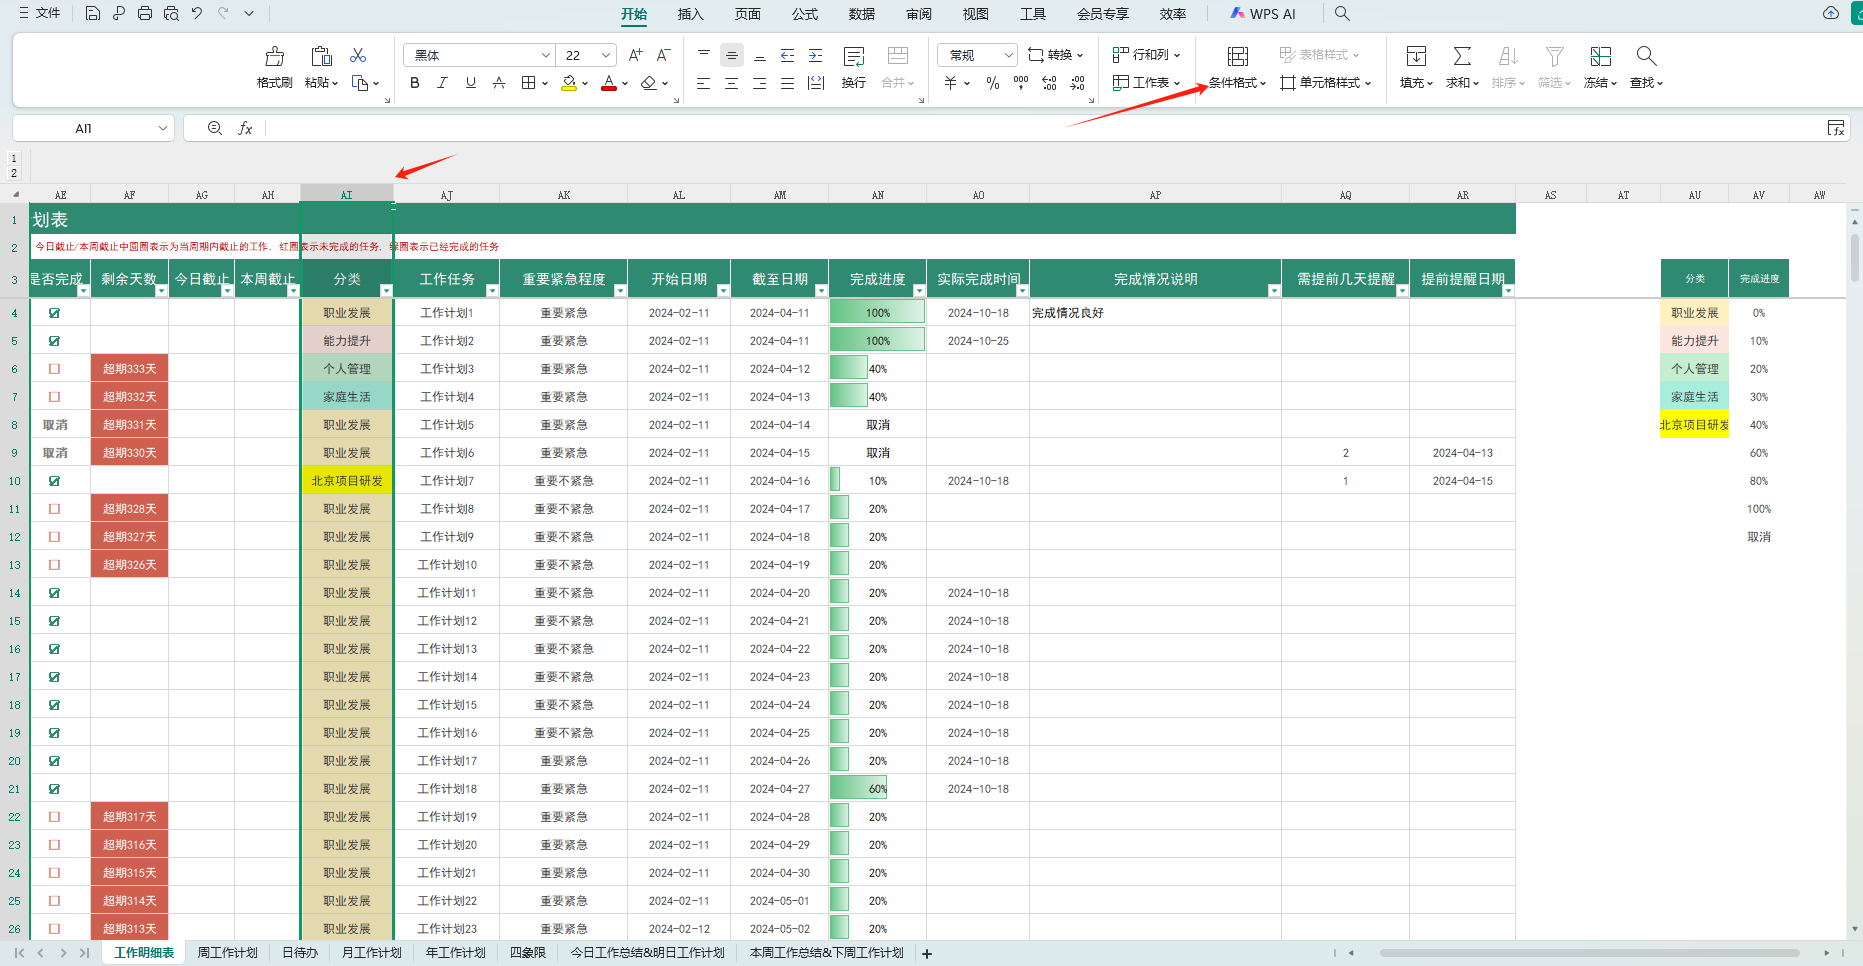 文件 开始 插入 页面 公式 数据 审阅 视图 工具 会员专享 效率 WPS AI
格式刷 粘贴 黑体 22 A+ A- 换行 合并 常规 转换 行和列 条件格式 表格样式 填充 求和 排序 筛选 冻结 查找
B I U A A ¥ % 工作表 单元格样式
AI1 fx
1
2
AE AF AG AH AI AJ AK AL AM AN AO AP AQ AR AS AT AU AV AW
1 划表
2 今日截止/本周截止中圆圈表示为当周期内截止的工作, 红圈表示未完成的任务, 绿圈表示已经完成的任务
3 是否完成 剩余天数 今日截止 本周截止 分类 工作任务 重要紧急程度 开始日期 截至日期 完成进度 实际完成时间 完成情况说明 需提前几天提醒 提前提醒日期 分类 完成进度
4 职业发展 工作计划1 重要紧急 2024-02-11 2024-04-11 100% 2024-10-18 完成情况良好 职业发展 0%
5 能力提升 工作计划2 重要紧急 2024-02-11 2024-04-11 100% 2024-10-25 能力提升 10%
6 超期333天 个人管理 工作计划3 重要紧急 2024-02-11 2024-04-12 40% 个人管理 20%
7 超期332天 家庭生活 工作计划4 重要紧急 2024-02-11 2024-04-13 40% 家庭生活 30%
8 取消 超期331天 职业发展 工作计划5 重要紧急 2024-02-11 2024-04-14 取消 北京项目研发 40%
9 取消 超期330天 职业发展 工作计划6 重要紧急 2024-02-11 2024-04-15 取消 2 2024-04-13 60%
10 北京项目研发 工作计划7 重要不紧急 2024-02-11 2024-04-16 10% 2024-10-18 1 2024-04-15 80%
11 超期328天 职业发展 工作计划8 重要不紧急 2024-02-11 2024-04-17 20% 100%
12 超期327天 职业发展 工作计划9 重要不紧急 2024-02-11 2024-04-18 20% 取消
13 超期326天 职业发展 工作计划10 重要不紧急 2024-02-11 2024-04-19 20%
14 职业发展 工作计划11 重要不紧急 2024-02-11 2024-04-20 20% 2024-10-18
15 职业发展 工作计划12 重要不紧急 2024-02-11 2024-04-21 20% 2024-10-18
16 职业发展 工作计划13 重要不紧急 2024-02-11 2024-04-22 20% 2024-10-18
17 职业发展 工作计划14 重要不紧急 2024-02-11 2024-04-23 20% 2024-10-18
18 职业发展 工作计划15 重要不紧急 2024-02-11 2024-04-24 20% 2024-10-18
19 职业发展 工作计划16 重要不紧急 2024-02-11 2024-04-25 20% 2024-10-18
20 职业发展 工作计划17 重要紧急 2024-02-11 2024-04-26 20% 2024-10-18
21 职业发展 工作计划18 重要紧急 2024-02-11 2024-04-27 60% 2024-10-18
22 超期317天 职业发展 工作计划19 重要紧急 2024-02-11 2024-04-28 20%
23 超期316天 职业发展 工作计划20 重要紧急 2024-02-11 2024-04-29 20%
24 超期315天 职业发展 工作计划21 重要紧急 2024-02-11 2024-04-30 20%
25 超期314天 职业发展 工作计划22 重要紧急 2024-02-11 2024-05-01 20%
26 超期313天 职业发展 工作计划23 重要紧急 2024-02-12 2024-05-02 20%
工作明细表 周工作计划 日待办 月工作计划 年工作计划 四象限 今日工作总结&明日工作计划 本周工作总结&下周工作计划 +